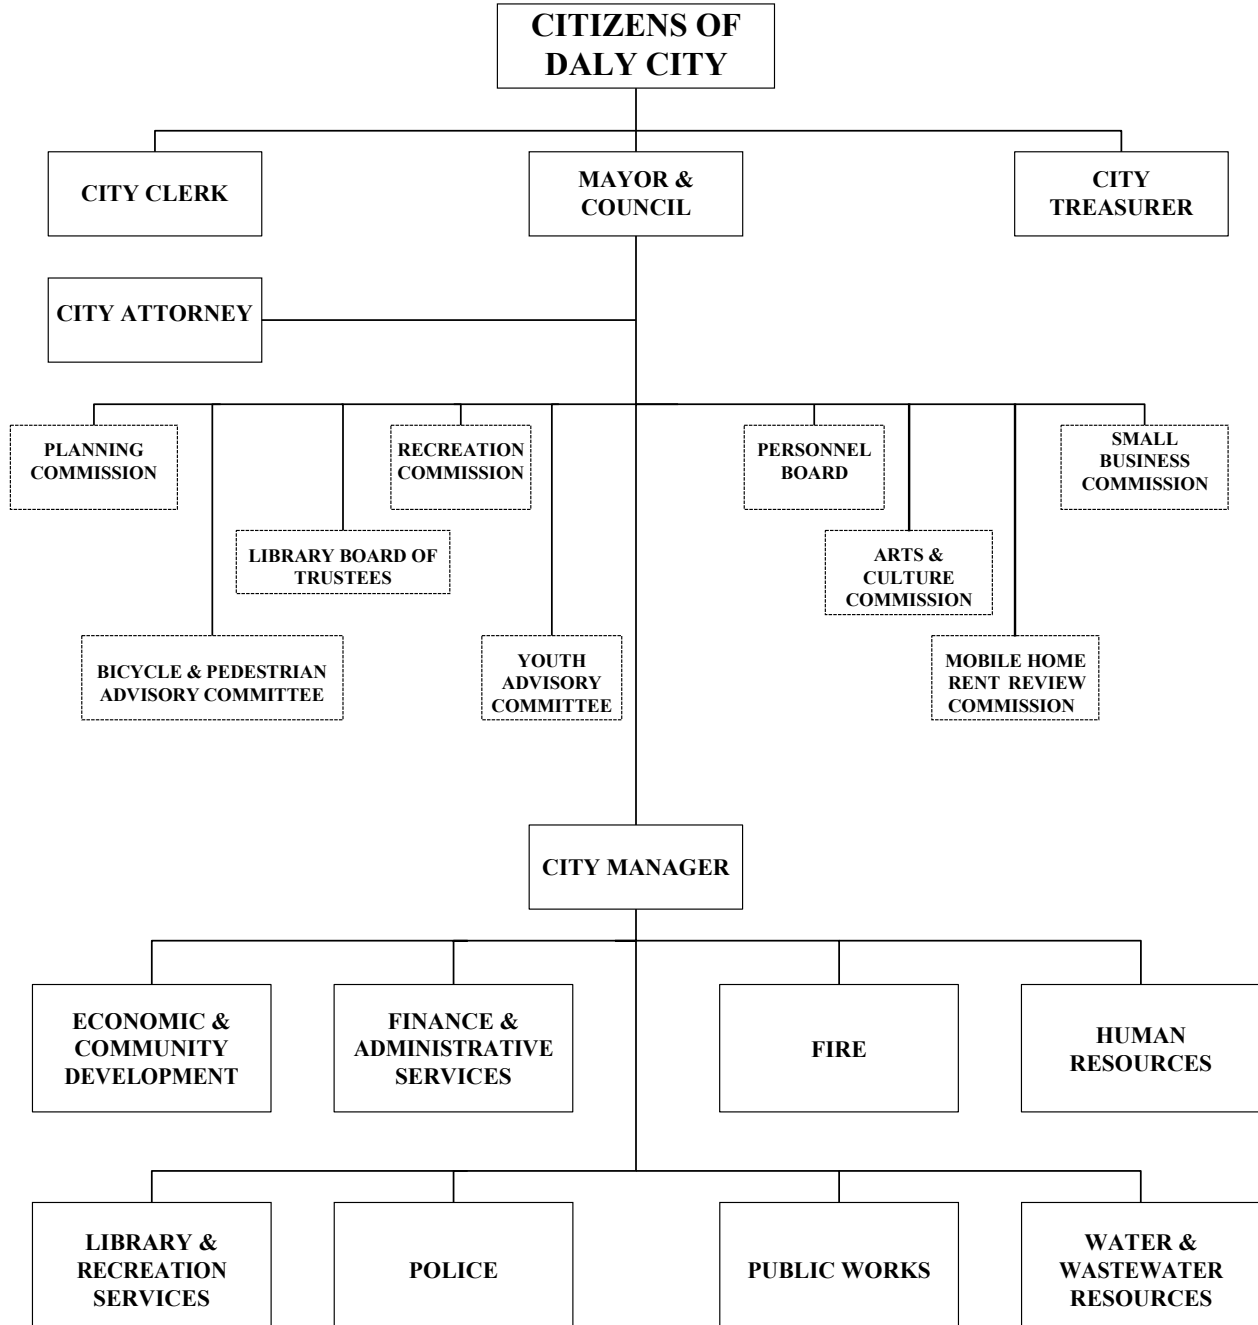 CITIZENS OF
DALY CITY
CITY CLERK
MAYOR &
COUNCIL
CITY
TREASURER
CITY ATTORNEY
PLANNING
COMMISSION
RECREATION
COMMISSION
PERSONNEL
BOARD
SMALL
BUSINESS
COMMISSION
LIBRARY BOARD OF
TRUSTEES
ARTS &
CULTURE
COMMISSION
BICYCLE & PEDESTRIAN
ADVISORY COMMITTEE
YOUTH
ADVISORY
COMMITTEE
MOBILE HOME
RENT REVIEW
COMMISSION
CITY MANAGER
ECONOMIC &
COMMUNITY
DEVELOPMENT
FINANCE &
ADMINISTRATIVE
SERVICES
FIRE
HUMAN
RESOURCES
LIBRARY &
RECREATION
SERVICES
POLICE
PUBLIC WORKS
WATER &
WASTEWATER
RESOURCES